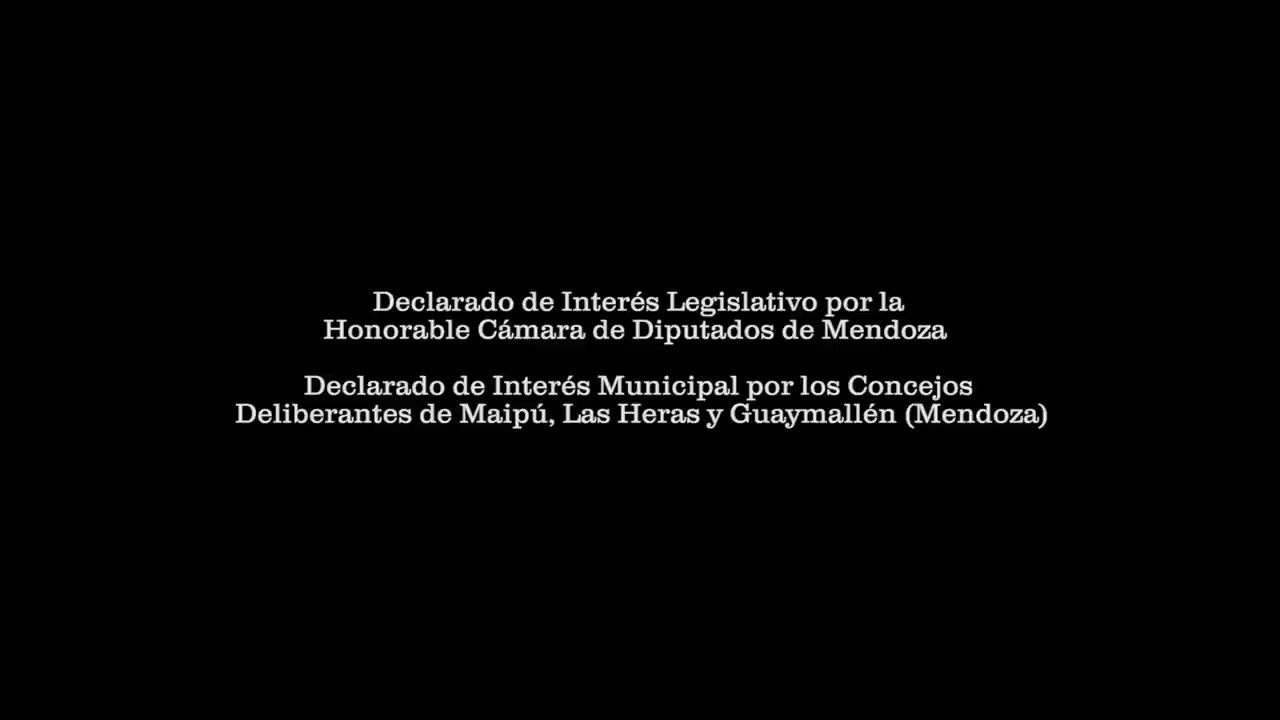 Declarado de Interés Legislativo por la
Honorable Cámara de Diputados de Mendoza
Declarado de Interés Municipal por los Concejos
Deliberantes de Maipú, Las Heras y Guaymallén (Mendoza)